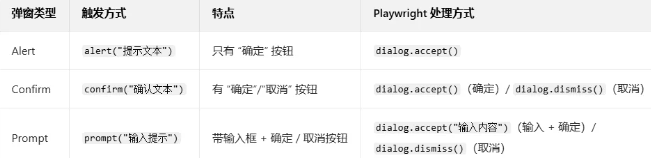 弹窗类型 触发方式 特点 Playwright 处理方式
Alert alert("提示文本") 只有 “确定” 按钮 dialog.accept()
Confirm confirm("确认文本") 有 “确定”/“取消” 按钮 dialog.accept()（确定）/ dialog.dismiss()（取消）
Prompt prompt("输入提示") 带输入框 + 确定 / 取消按钮 dialog.accept("输入内容")（输入 + 确定）/
dialog.dismiss()（取消）